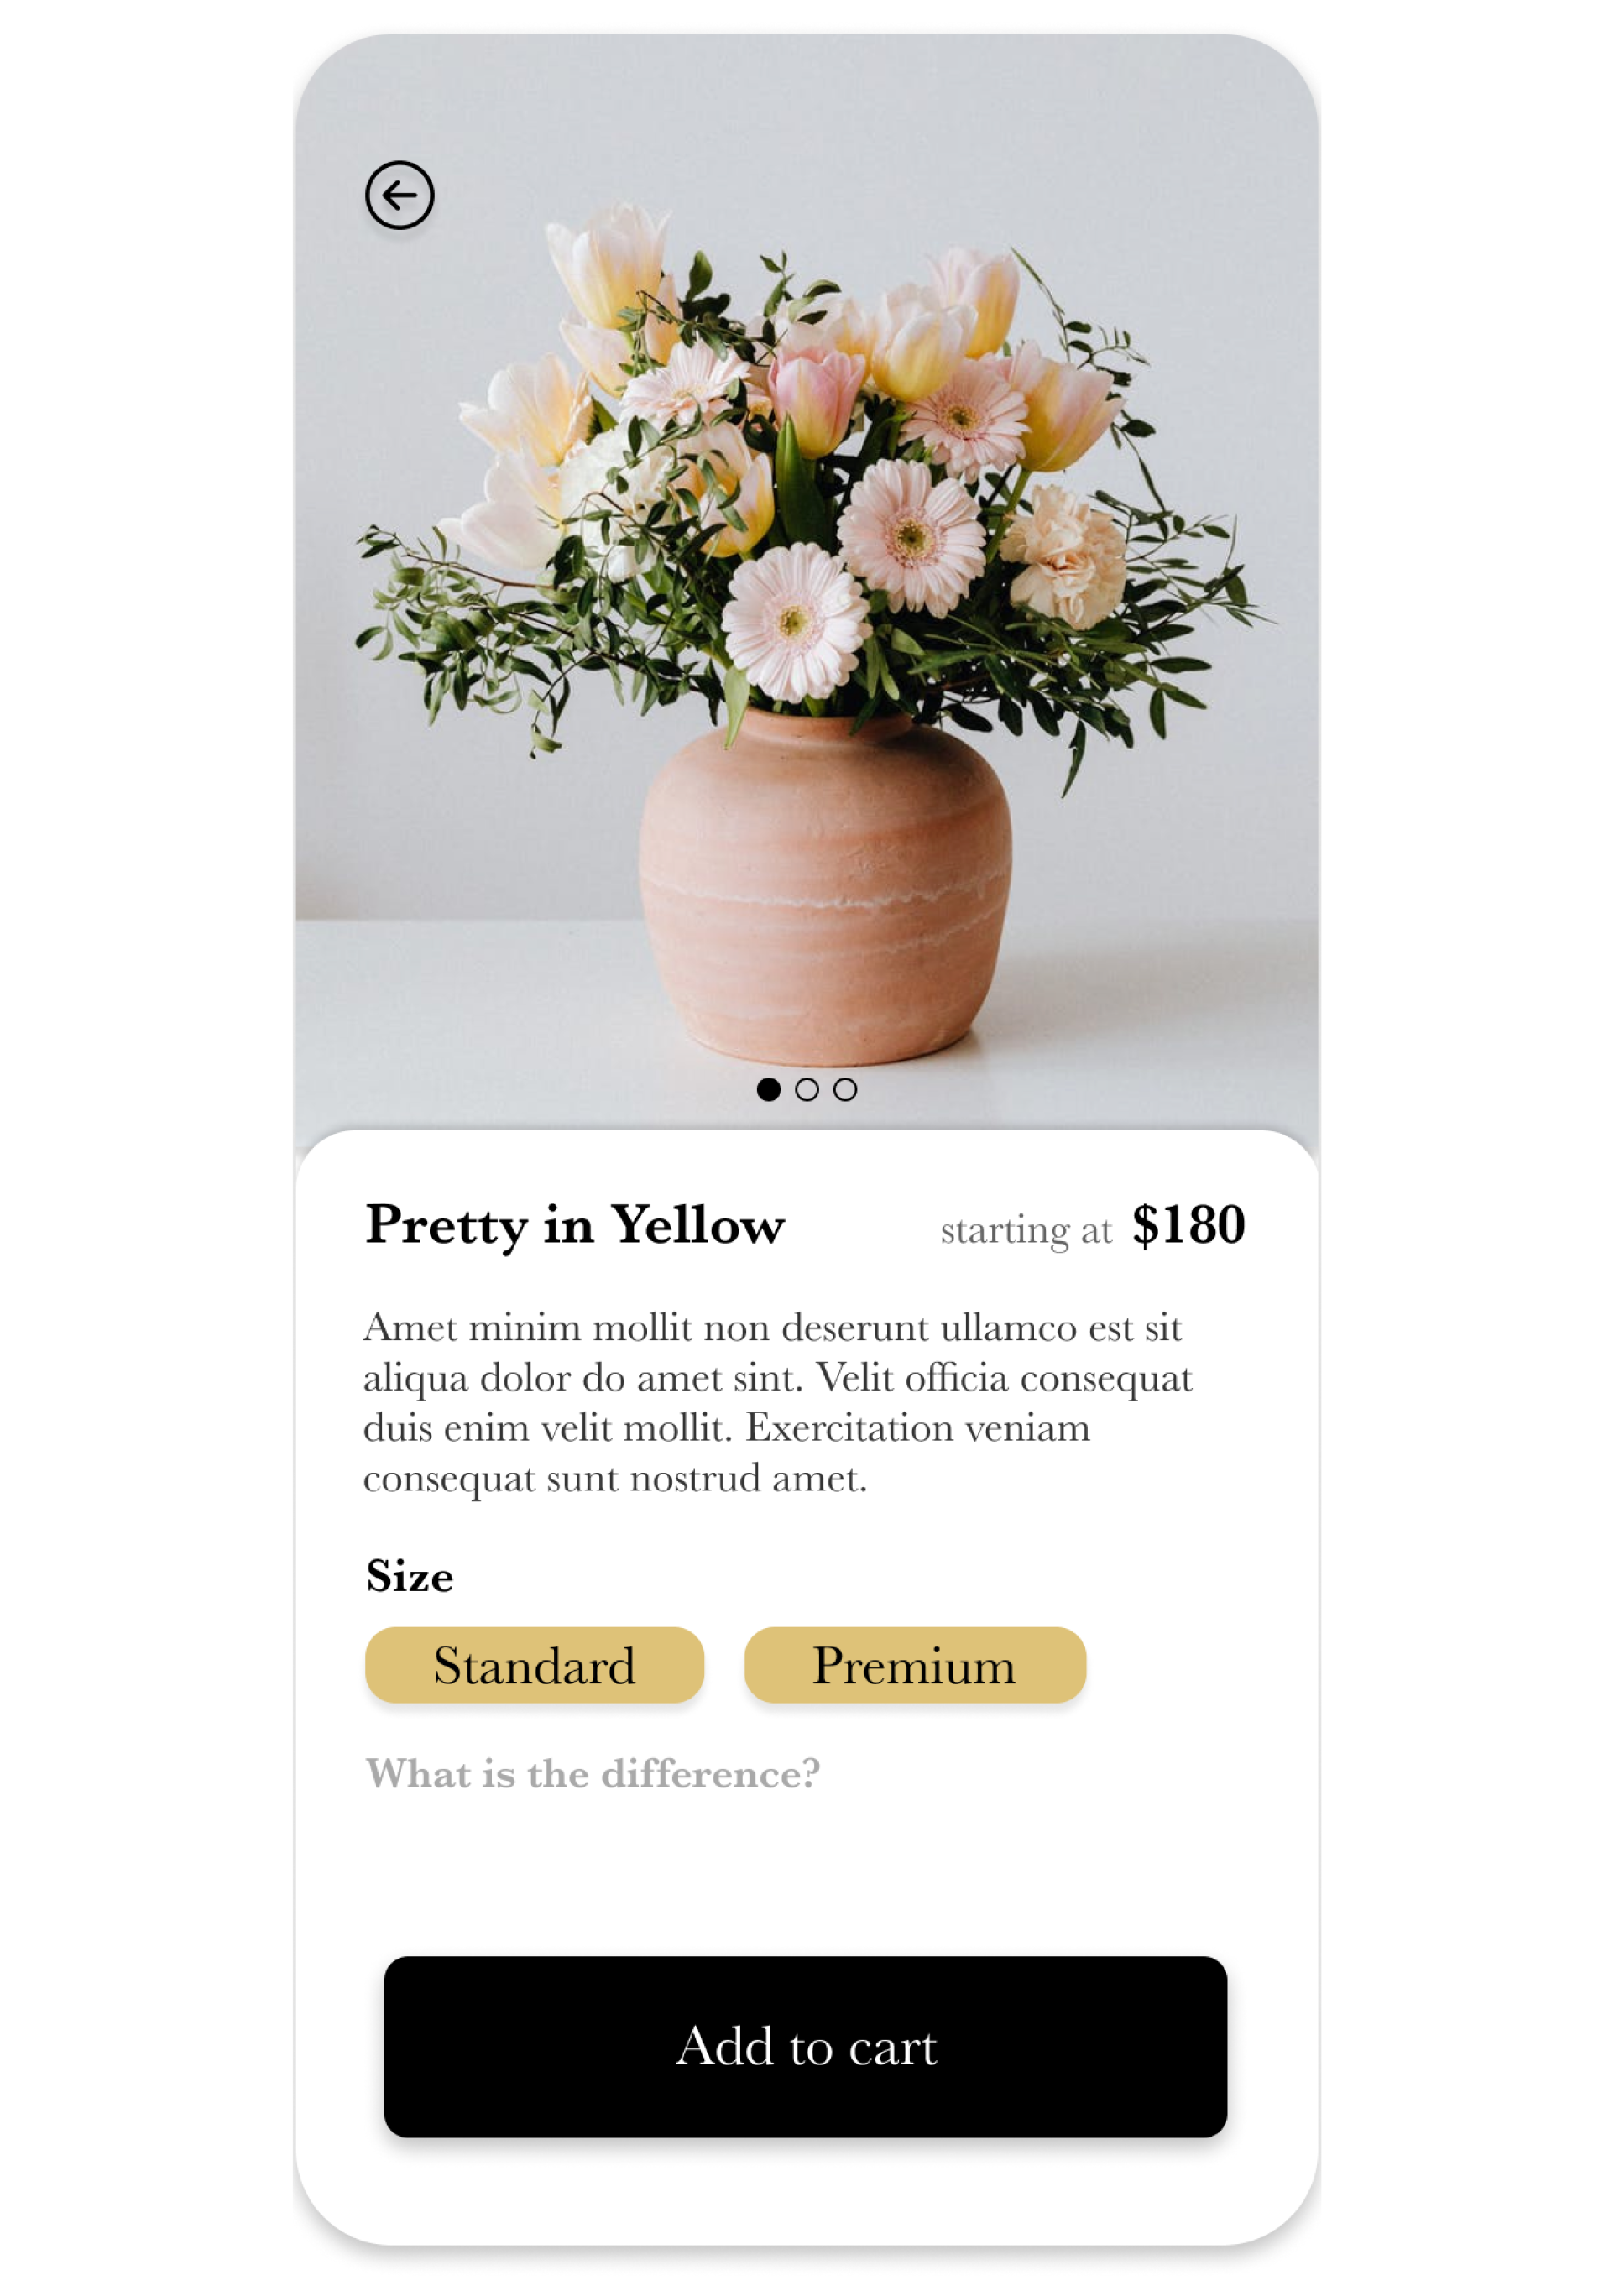 Pretty in Yellow starting at $180
Amet minim mollit non deserunt ullamco est sit
aliqua dolor do amet sint. Velit officia consequat
duis enim velit mollit. Exercitation veniam
consequat sunt nostrud amet.
Size
Standard Premium
What is the difference?
Add to cart